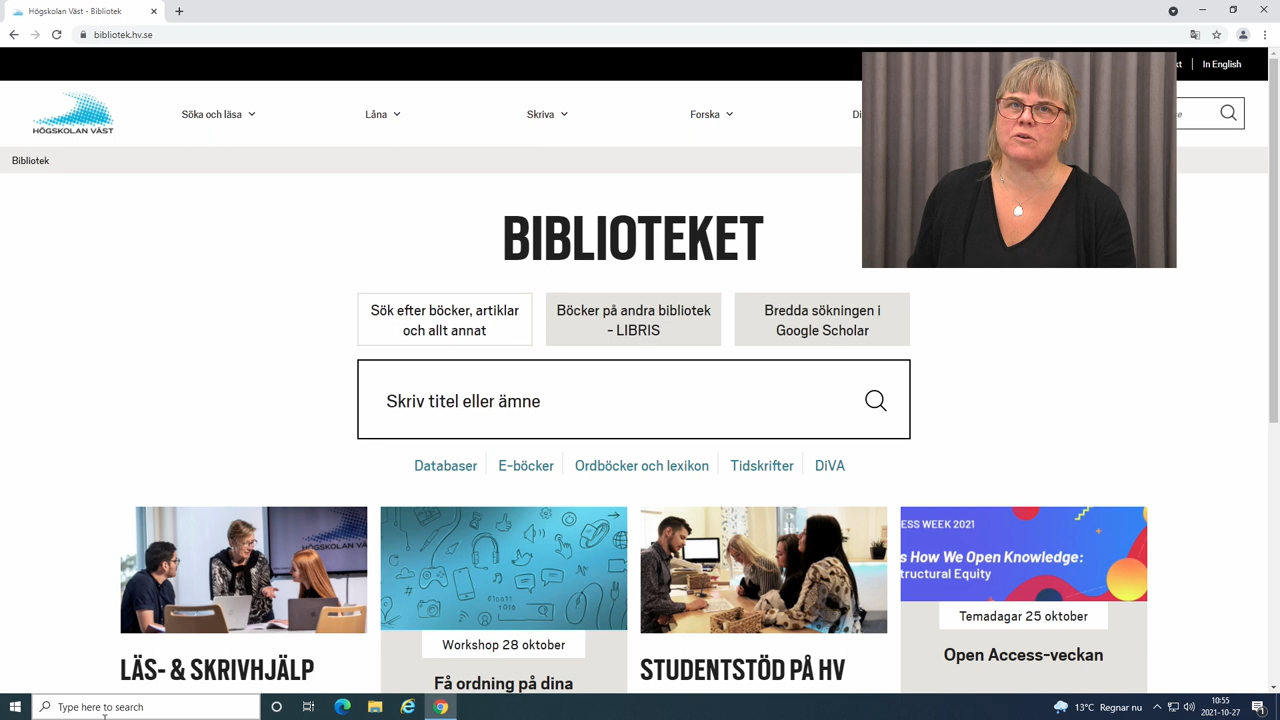 Högskolan Väst - Bibliotek
bibliotek.hv.se
In English
HÖGSKOLAN VÄST
Söka och läsa
Låna
Skriva
Forska
Bibliotek
BIBLIOTEKET
Sök efter böcker, artiklar
och allt annat
Böcker på andra bibliotek
- LIBRIS
Bredda sökningen i
Google Scholar
Skriv titel eller ämne
Databaser
E-böcker
Ordböcker och lexikon
Tidskrifter
DiVA
HÖGSKOLAN VÄ
ESS WEEK 2021
s How We Open Knowledge:
tructural Equity
Workshop 28 oktober
Temadagar 25 oktober
LÄS- & SKRIVHJÄLP
Få ordning på dina
STUDENTSTÖD PÅ HV
Open Access-veckan
Type here to search
13°C Regnar nu
10:55
2021-10-27
1